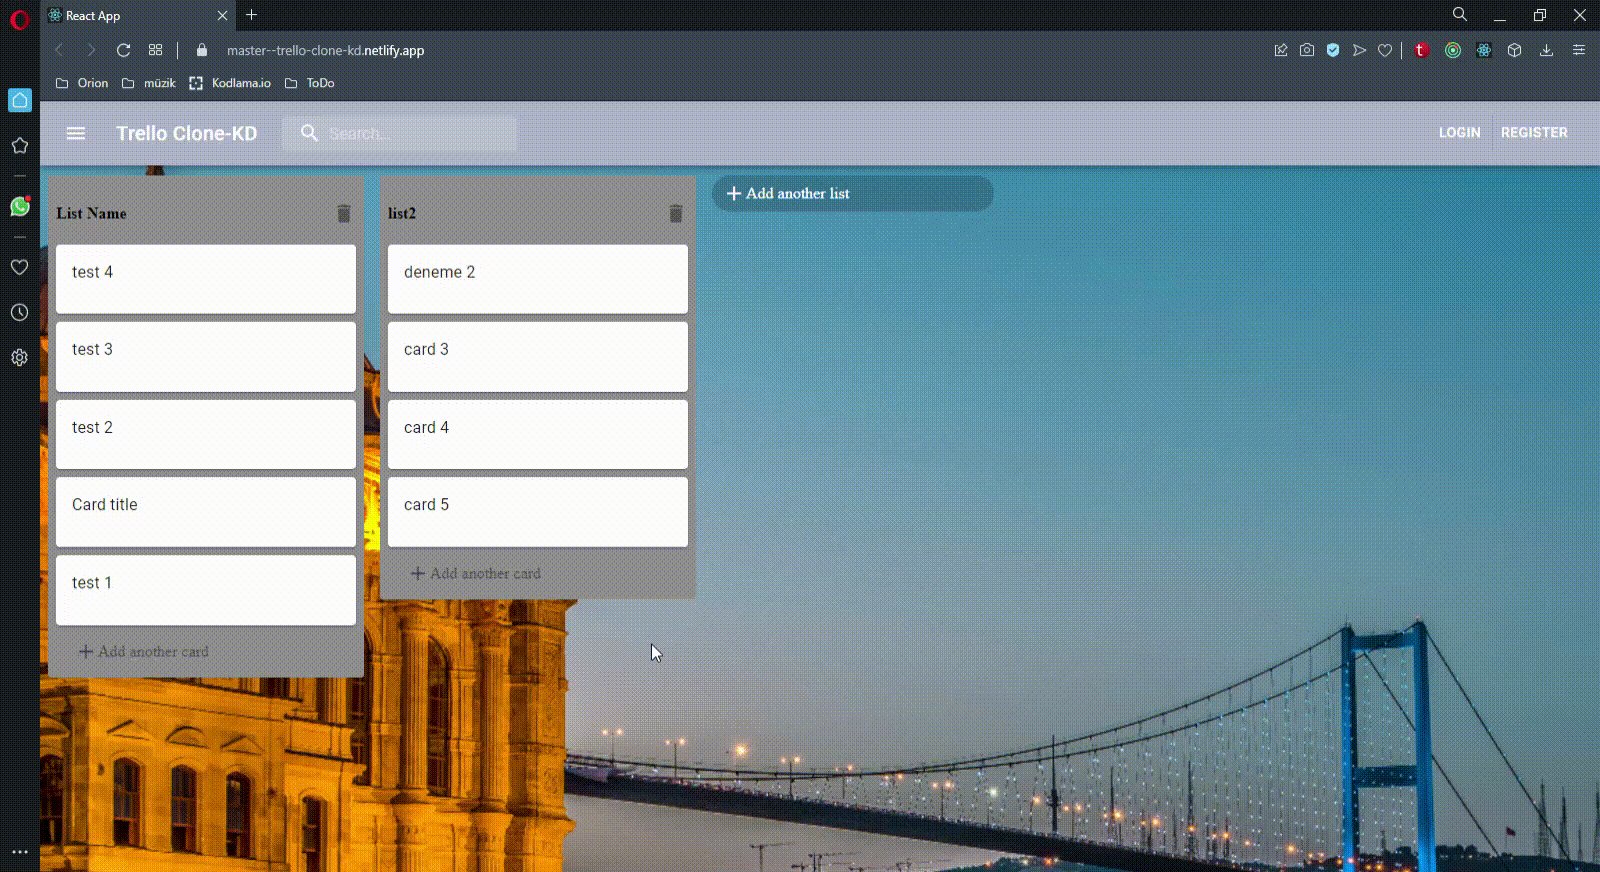 React App
master--trello-clone-kd.netlify.app
Orion
müzik
Kodlama.io
ToDo
Trello Clone-KD
Search...
LOGIN
REGISTER
List Name
test 4
test 3
test 2
Card title
test 1
Add another card
list2
deneme 2
card 3
card 4
card 5
Add another card
Add another list